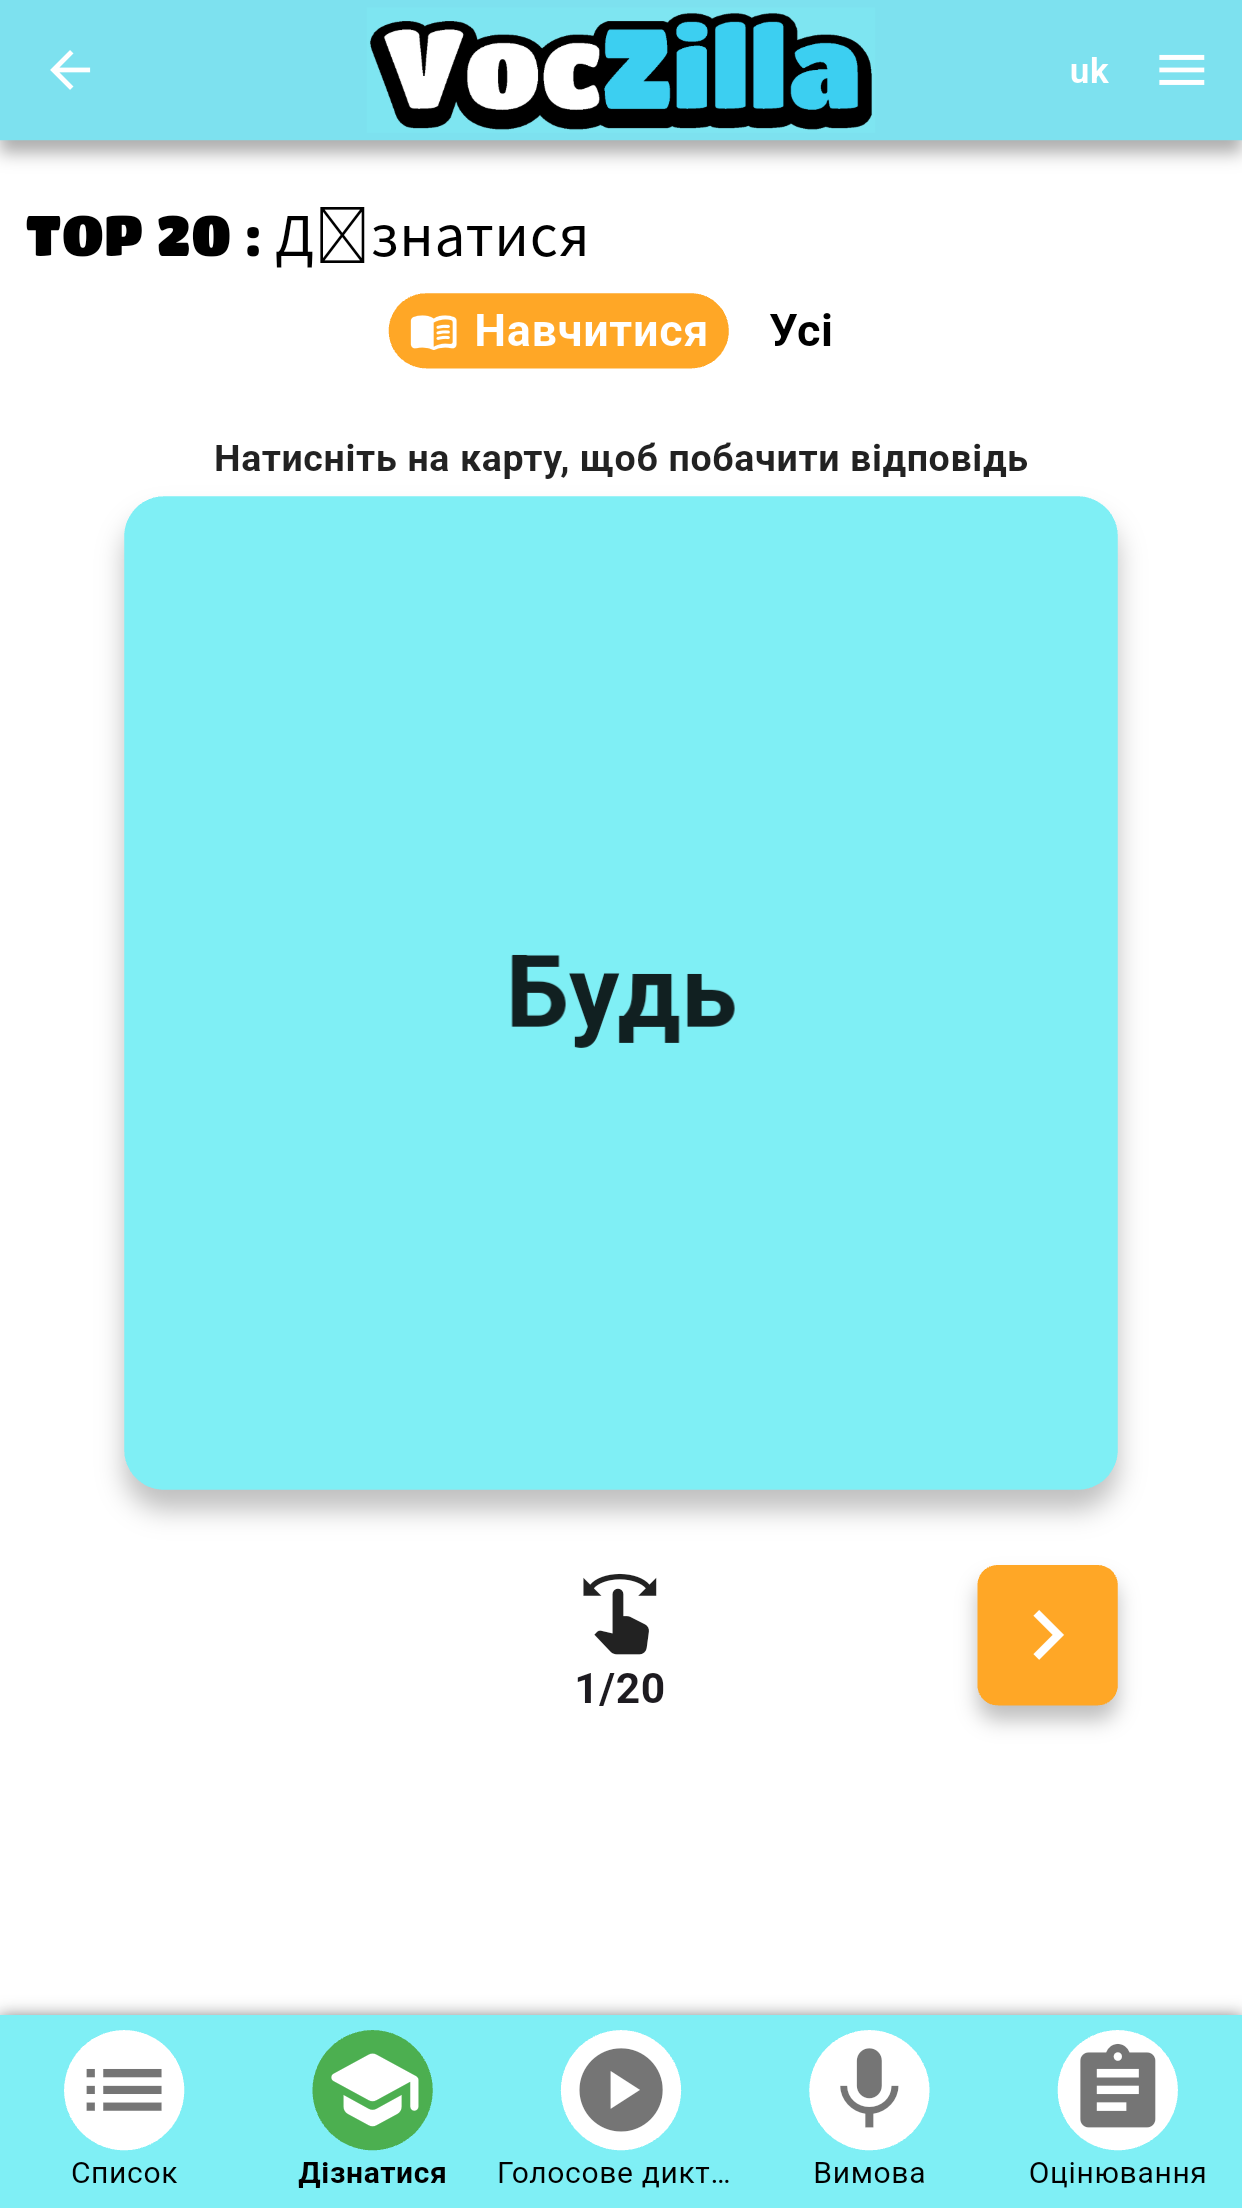 VocZilla
uk
TOP 20 : Д☒знатися
Навчитися
Усі
Натисніть на карту, щоб побачити відповідь
Будь
1/20
Список
Дізнатися
Голосове дикт...
Вимова
Оцінювання